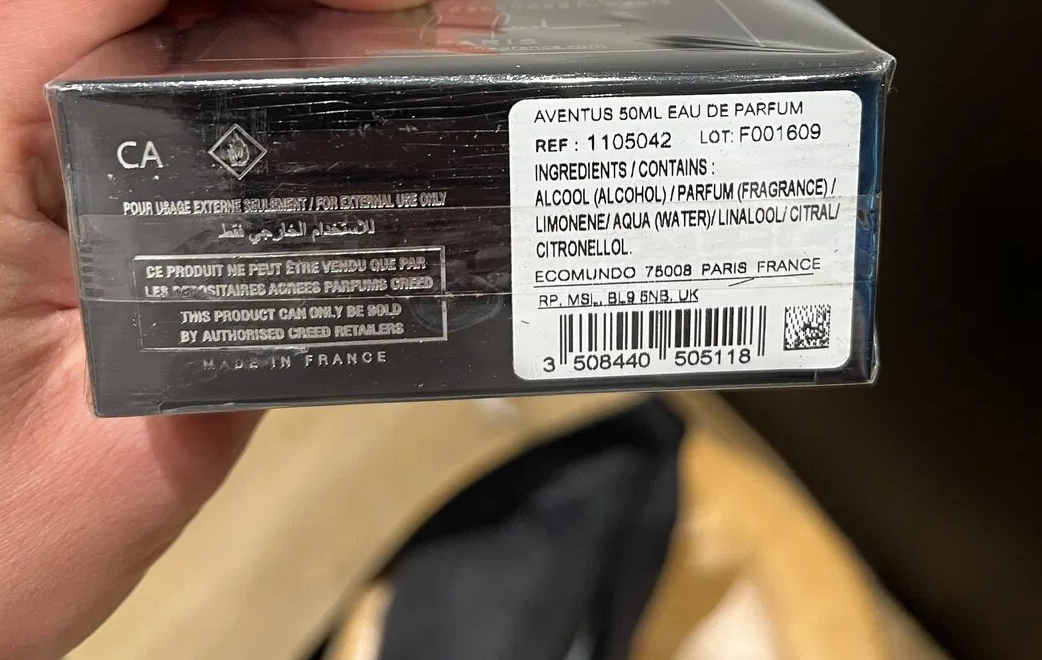 CA
POUR USAGE EXTERNE SEULEMENT / FOR EXTERNAL USE ONLY
للاستخدام الخارجي فقط
CE PRODUIT NE PEUT ÊTRE VENDU QUE PAR
LES DEPOSITAIRES AGREES PARFUMS CREED
THIS PRODUCT CAN ONLY BE SOLD
BY AUTHORISED CREED RETAILERS
MADE IN FRANCE
AVENTUS 50ML EAU DE PARFUM
REF : 1105042 LOT: F001609
INGREDIENTS / CONTAINS :
ALCOOL (ALCOHOL) / PARFUM (FRAGRANCE) /
LIMONENE/ AQUA (WATER)/ LINALOOL/ CITRAL/
CITRONELLOL.
ECOMUNDO 75008 PARIS FRANCE
RP, MSL, BL9 5NB, UK
3 508440 505118